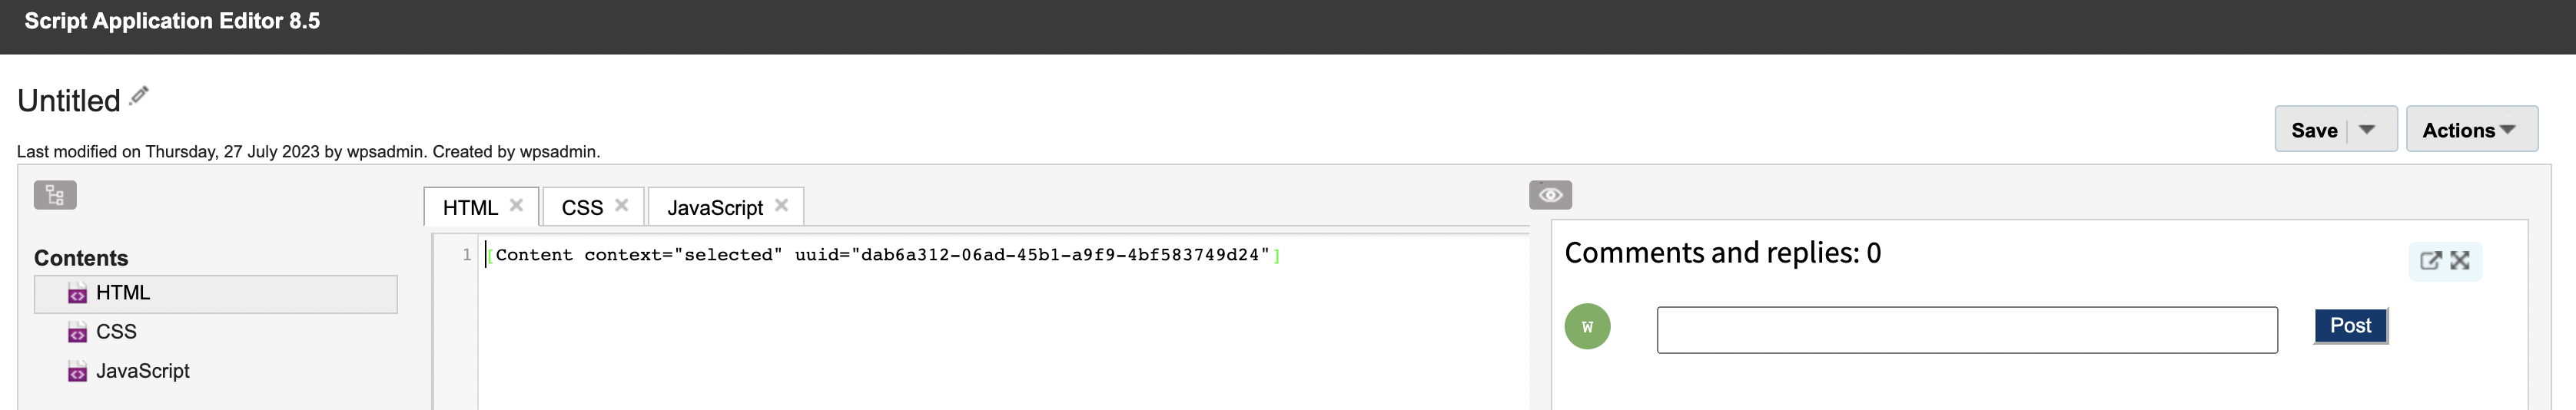 Script Application Editor 8.5
Untitled
Save
Actions
Last modified on Thursday, 27 July 2023 by wpsadmin. Created by wpsadmin.
HTML
CSS
JavaScript
Contents
HTML
CSS
JavaScript
1
[Content context="selected" uuid="dab6a312-06ad-45b1-a9f9-4bf583749d24"]
Comments and replies: 0
W
Post